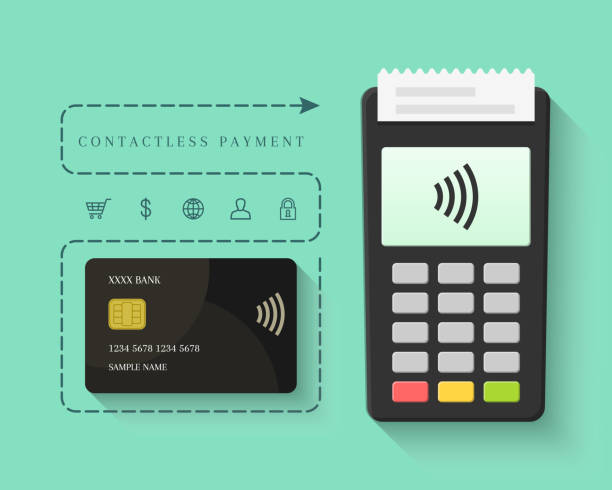 CONTACTLESS PAYMENT
$
XXXX BANK
1234 5678 1234 5678
SAMPLE NAME